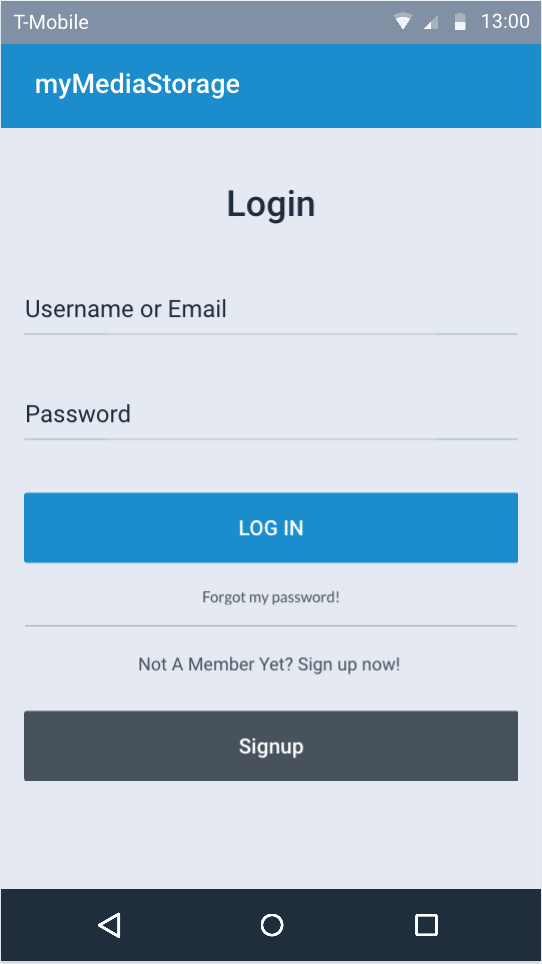 T-Mobile 13:00
myMediaStorage
Login
Username or Email
Password
LOG IN
Forgot my password!
Not A Member Yet? Sign up now!
Signup